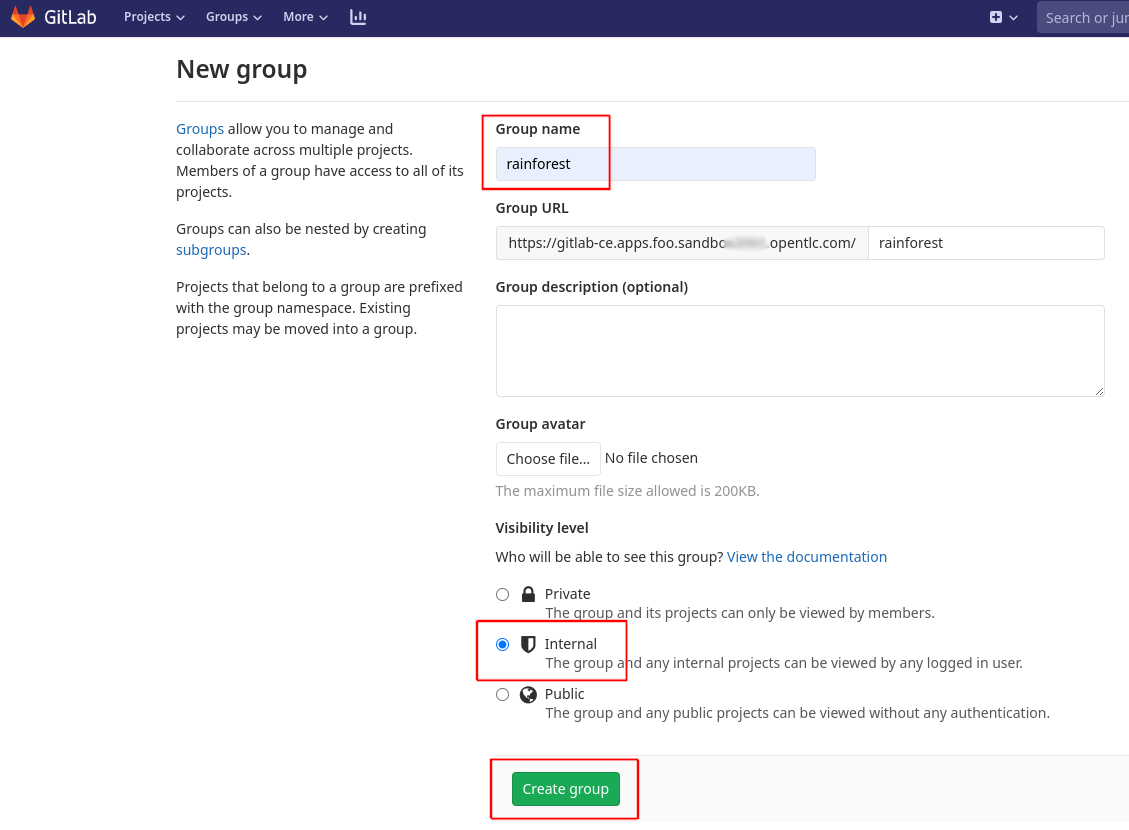 GitLab Projects Groups More Search or jur
New group
Groups allow you to manage and
collaborate across multiple projects.
Members of a group have access to all of its
projects.
Groups can also be nested by creating
subgroups.
Projects that belong to a group are prefixed
with the group namespace. Existing
projects may be moved into a group.
Group name
rainforest
Group URL
https://gitlab-ce.apps.foo.sandbo .opentlc.com/ rainforest
Group description (optional)
Group avatar
Choose file... No file chosen
The maximum file size allowed is 200KB.
Visibility level
Who will be able to see this group? View the documentation
Private
The group and its projects can only be viewed by members.
Internal
The group and any internal projects can be viewed by any logged in user.
Public
The group and any public projects can be viewed without any authentication.
Create group